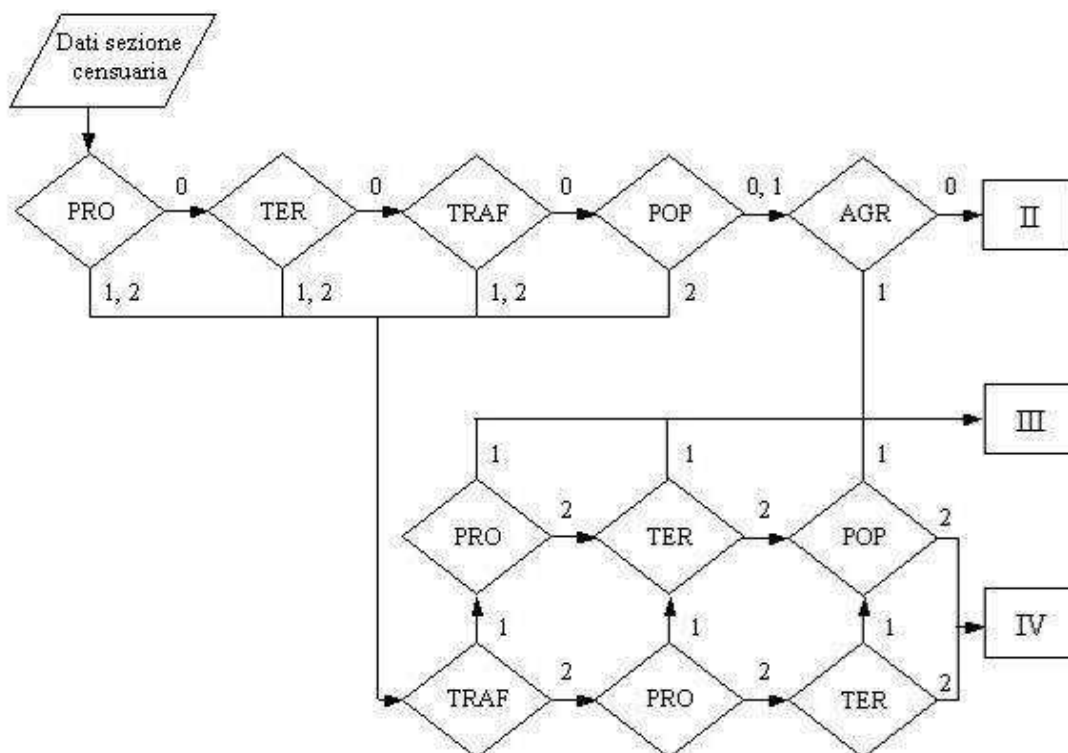 Dati sezione
censuaria
PRO
0
TER
0
TRAF
0
POP
0, 1
AGR
0
II
1, 2
1, 2
1, 2
2
1
III
1
1
1
PRO
2
TER
2
POP
2
IV
1
1
1
TRAF
2
PRO
2
TER
2